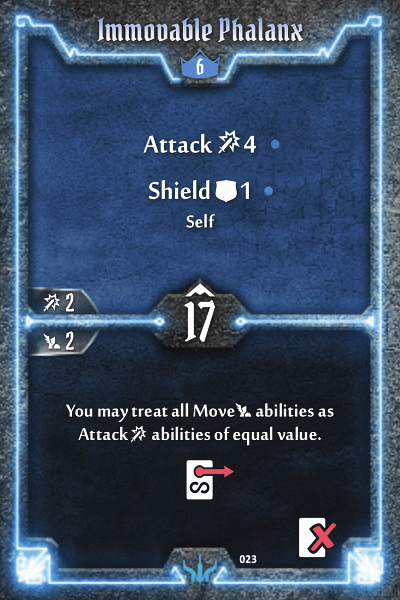 Immovable Phalanx
6
Attack 4
Shield 1
Self
2
17
2
You may treat all Move abilities as
Attack abilities of equal value.
023